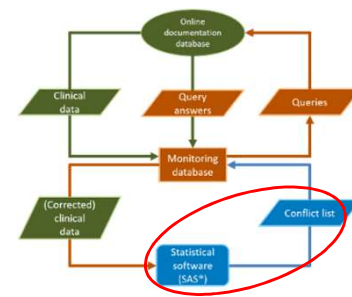 Online
documentation
database
Clinical
data
Query
answers
Queries
Monitoring
database
(Corrected)
clinical
data
Conflict list
Statistical
software
(SAS®)